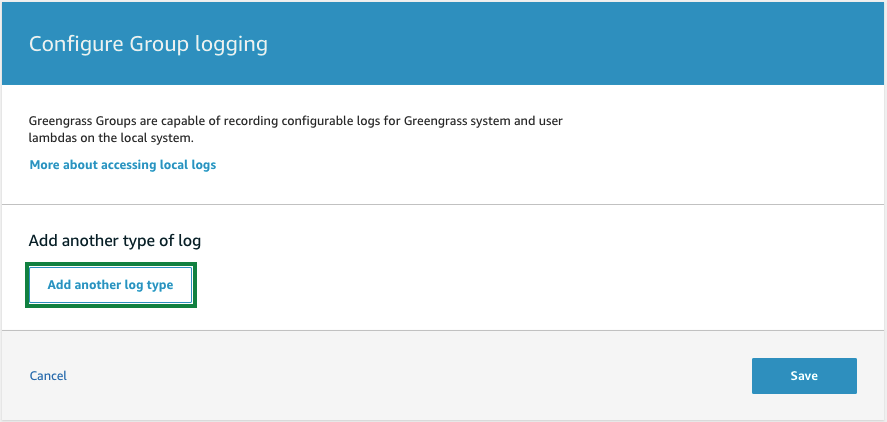 Configure Group logging
Greengrass Groups are capable of recording configurable logs for Greengrass system and user
lambdas on the local system.
More about accessing local logs
Add another type of log
Add another log type
Cancel
Save